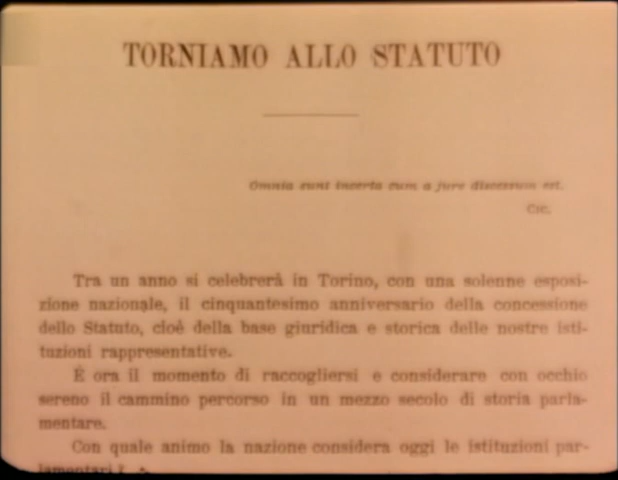 TORNIAMO ALLO STATUTO
Omnia sunt incerta cum a jure discessum est.
Cic.
Tra un anno si celebrerà in Torino, con una solenne esposi-
zione nazionale, il cinquantesimo anniversario della concessione
dello Statuto, cioè della base giuridica e storica delle nostre isti-
tuzioni rappresentative.
È ora il momento di raccogliersi e considerare con occhio
sereno il cammino percorso in un mezzo secolo di storia parla-
mentare.
Con quale animo la nazione considera oggi le istituzioni par-
lamentari?